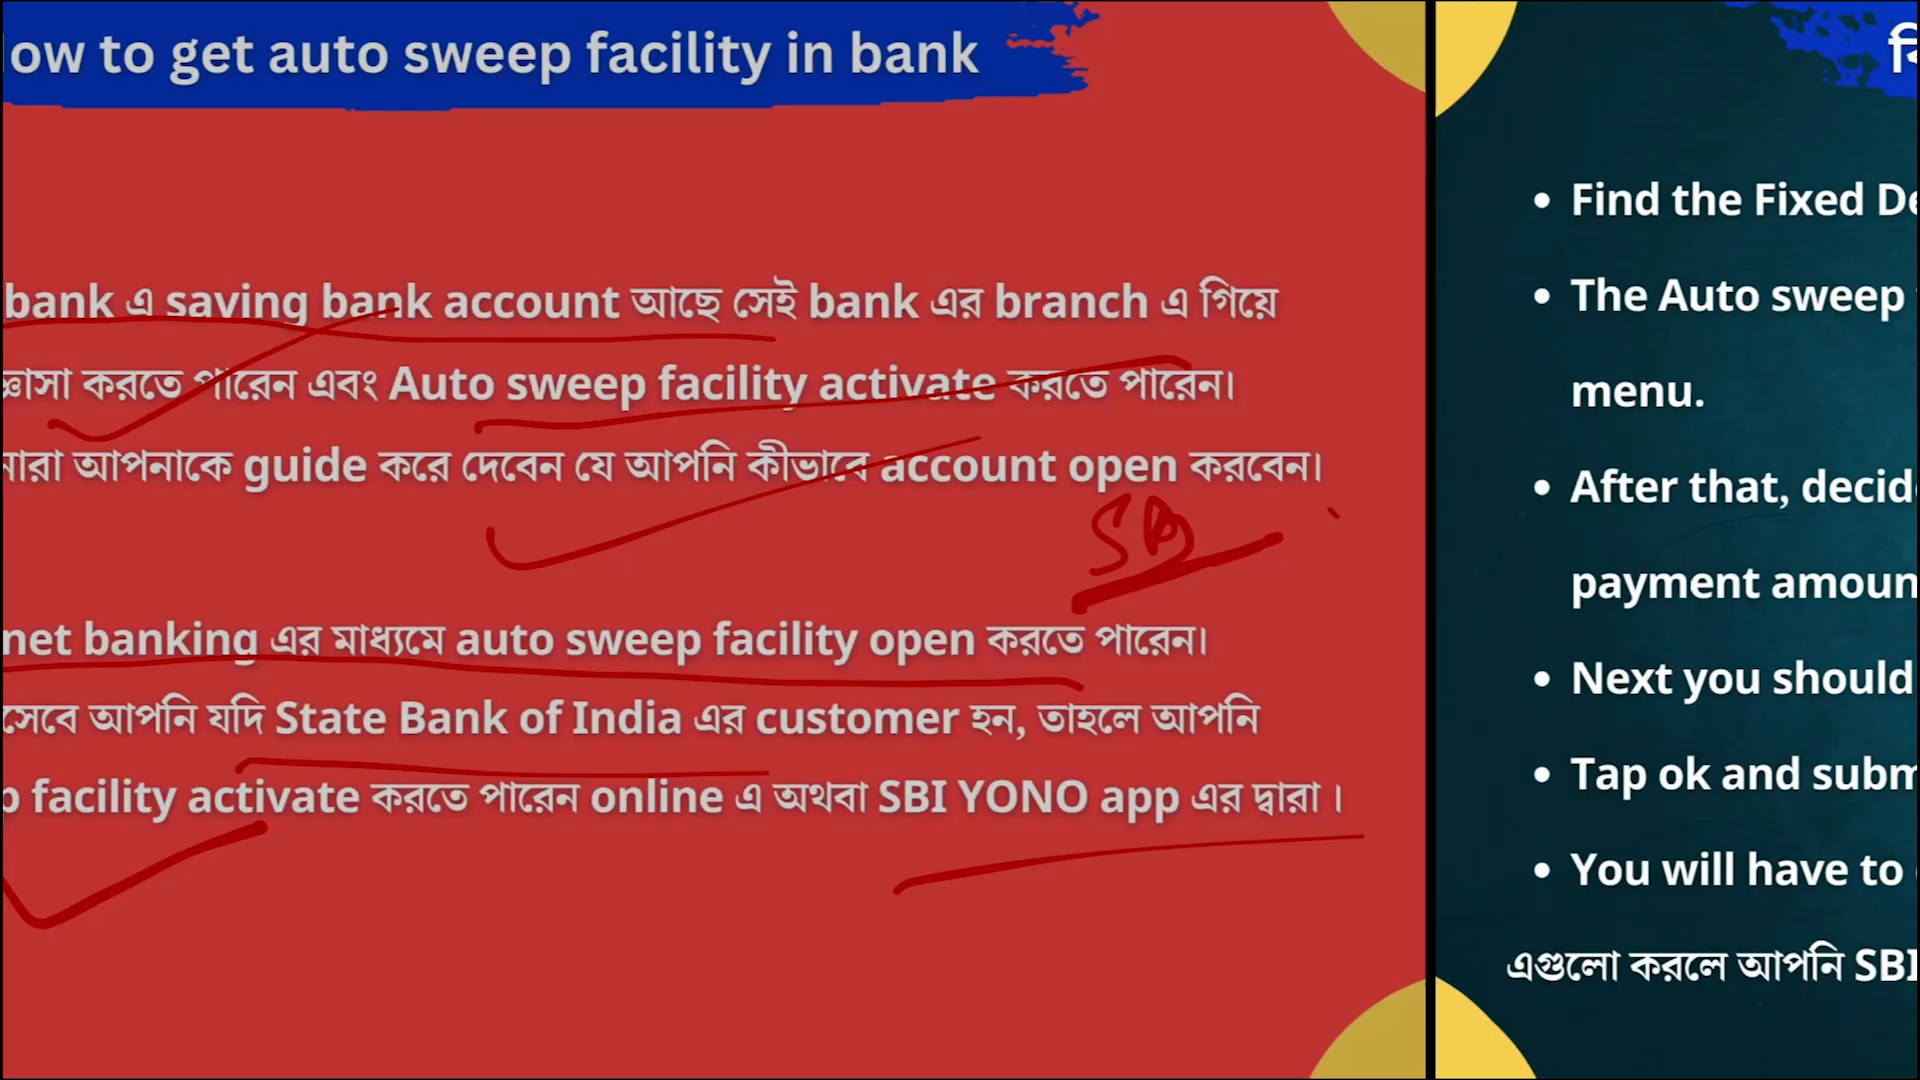 ow to get auto sweep facility in bank
bank এ saving bank account আছে সেই bank এর branch এ গিয়ে
জ্ঞাসা করতে পারেন এবং Auto sweep facility activate করতে পারেন।
নারা আপনাকে guide করে দেবেন যে আপনি কীভাবে account open করবেন।
SB
net banking এর মাধ্যমে auto sweep facility open করতে পারেন।
সেবে আপনি যদি State Bank of India এর customer হন, তাহলে আপনি
p facility activate করতে পারেন online এ অথবা SBI YONO app এর দ্বারা ।
• Find the Fixed De
• The Auto sweep
menu.
• After that, decid
payment amoun
• Next you should
• Tap ok and subm
• You will have to
এগুলো করলে আপনি SBI